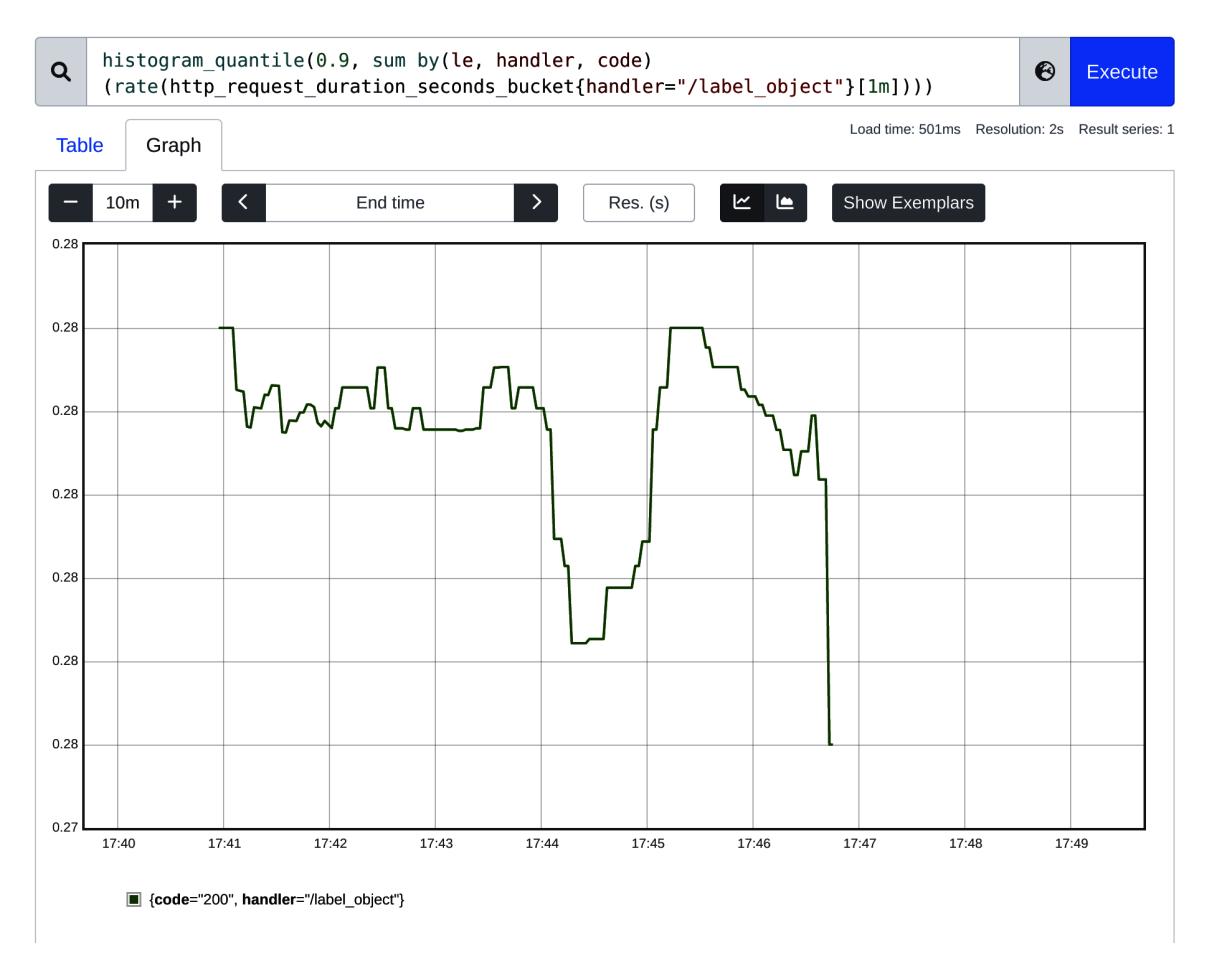 histogram_quantile(0.9, sum by(le, handler, code)
(rate(http_request_duration_seconds_bucket{handler="/label_object"}[1m])))
Execute
Table
Graph
Load time: 501ms Resolution: 2s Result series: 1
10m
End time
Res. (s)
Show Exemplars
0.28
0.28
0.28
0.28
0.28
0.28
0.28
0.27
17:40 17:41 17:42 17:43 17:44 17:45 17:46 17:47 17:48 17:49
{code="200", handler="/label_object"}